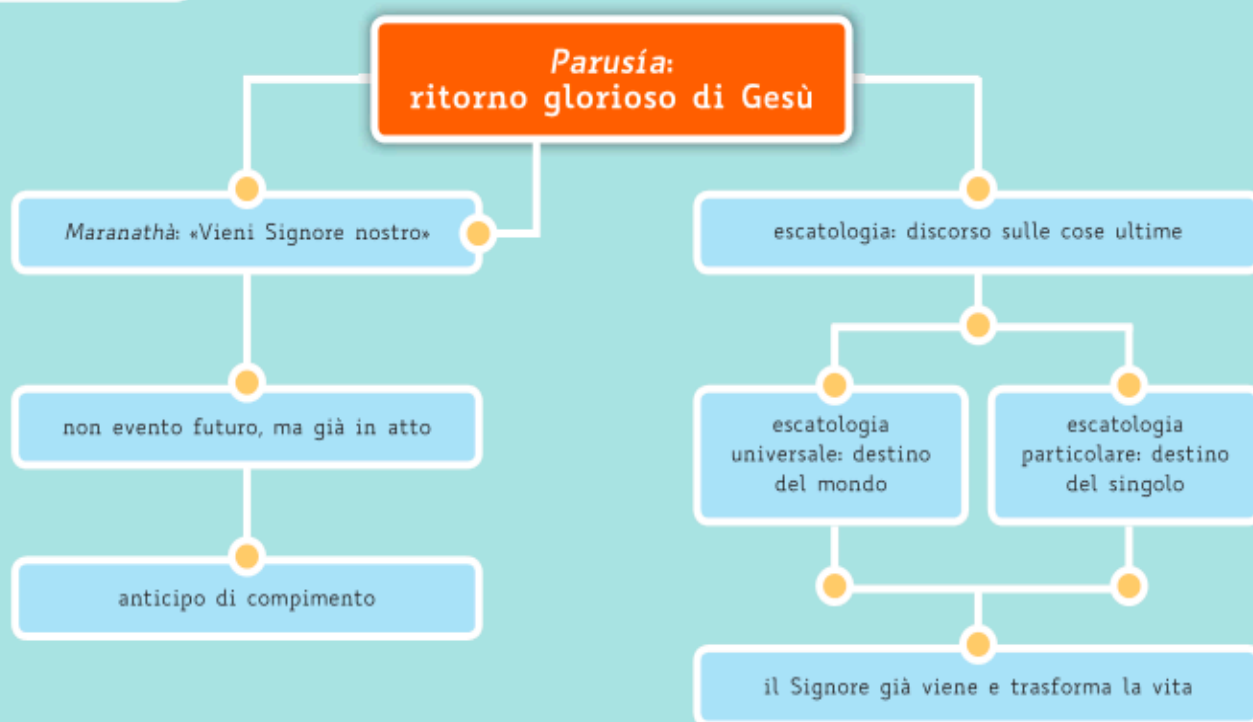 Parusía:
ritorno glorioso di Gesù
Maranathà: «Vieni Signore nostro»
escatologia: discorso sulle cose ultime
non evento futuro, ma già in atto
escatologia
universale: destino
del mondo
escatologia
particolare: destino
del singolo
anticipo di compimento
il Signore già viene e trasforma la vita